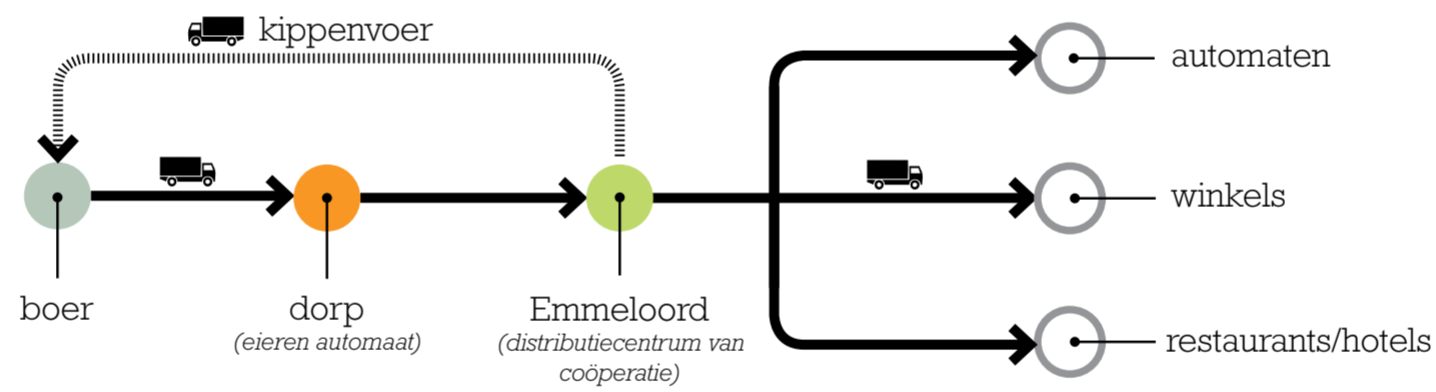 kippenvoer
automaten
winkels
boer
dorp
(eieren automaat)
Emmeloord
(distributiecentrum van
coöperatie)
restaurants/hotels